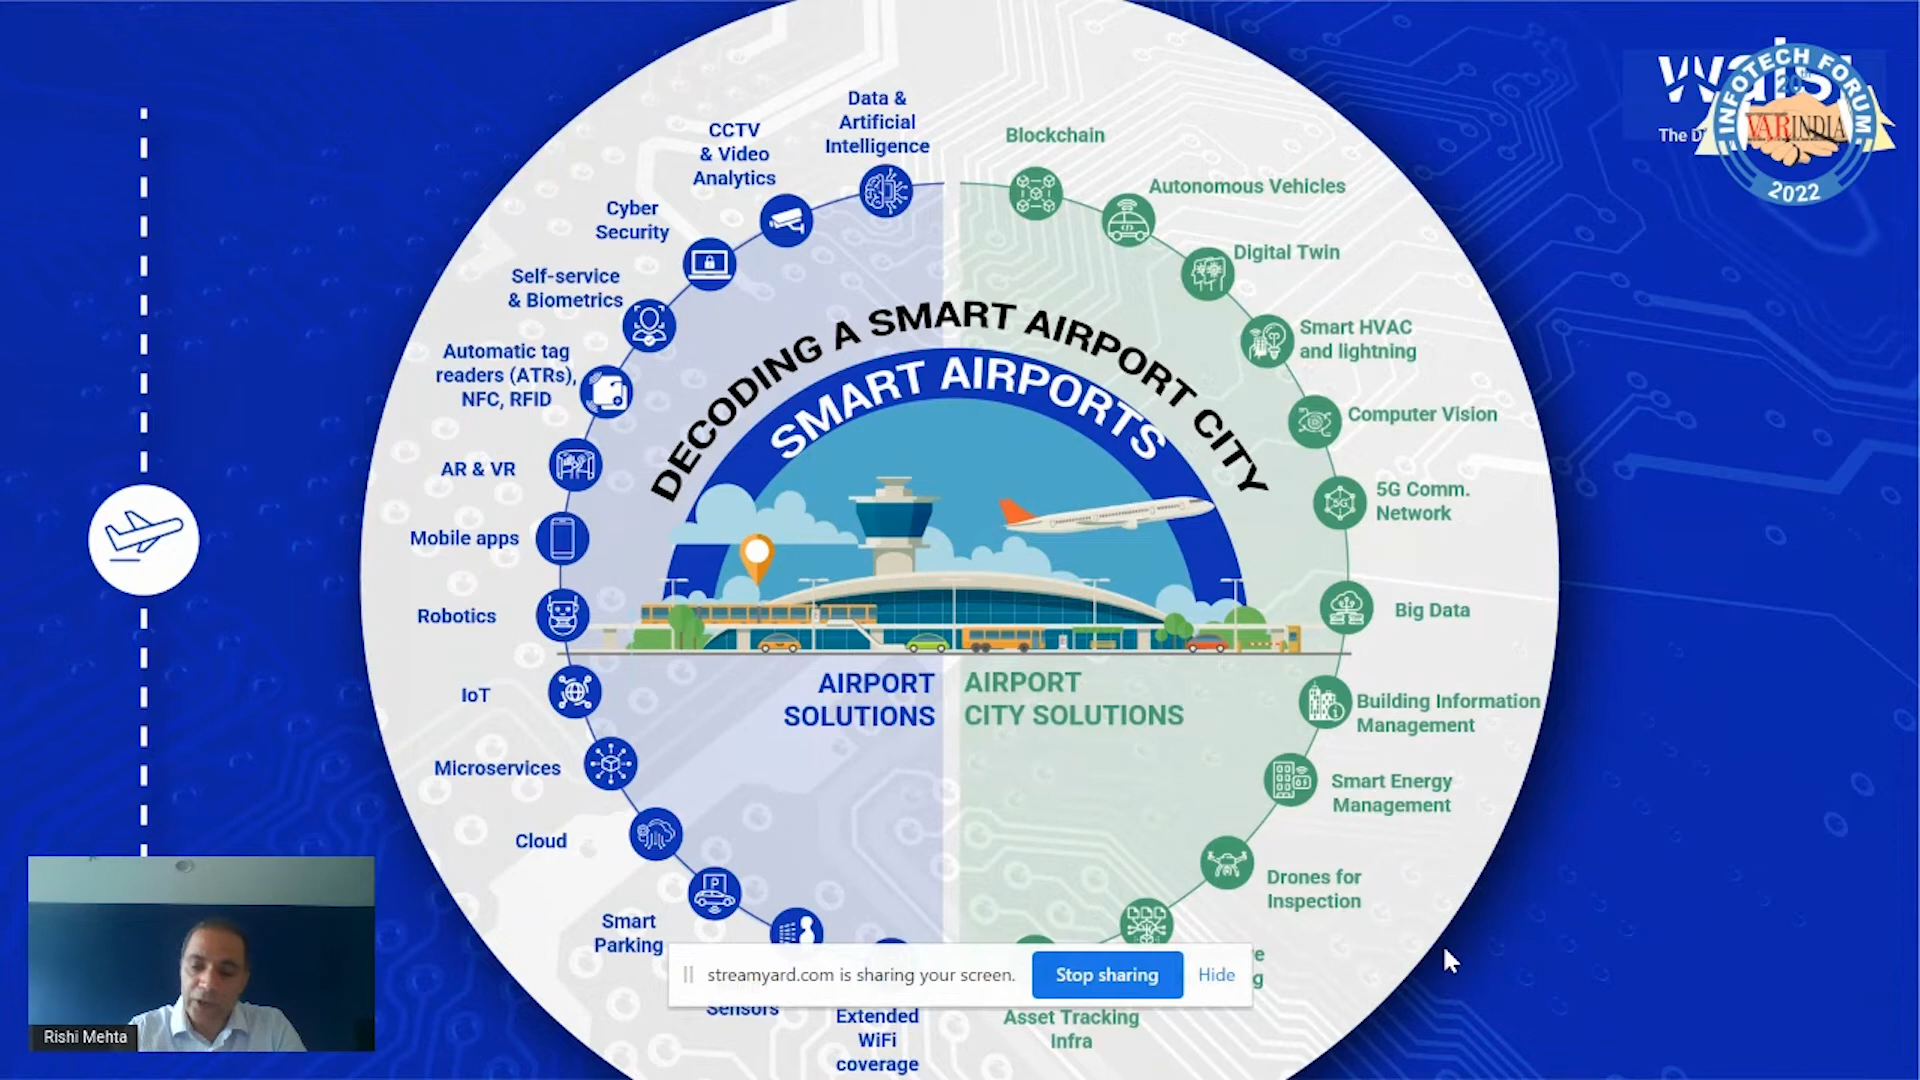 Data &
Artificial
Intelligence
CCTV
& Video
Analytics
Cyber
Security
Self-service
& Biometrics
Automatic tag
readers (ATRs),
NFC, RFID
AR & VR
Mobile apps
Robotics
IoT
Microservices
Cloud
Smart
Parking
Sensors
Extended
WiFi
coverage
Blockchain
Autonomous Vehicles
Digital Twin
Smart HVAC
and lightning
Computer Vision
5G Comm.
Network
5G
Big Data
Building Information
Management
Smart Energy
Management
Drones for
Inspection
Asset Tracking
Infra
DECODING A SMART AIRPORT CITY
SMART AIRPORTS
AIRPORT
SOLUTIONS
AIRPORT
CITY SOLUTIONS
P
The
INFOTECH FORUM
VARINDIA
2022
streamyard.com is sharing your screen.
Stop sharing
Hide
Rishi Mehta